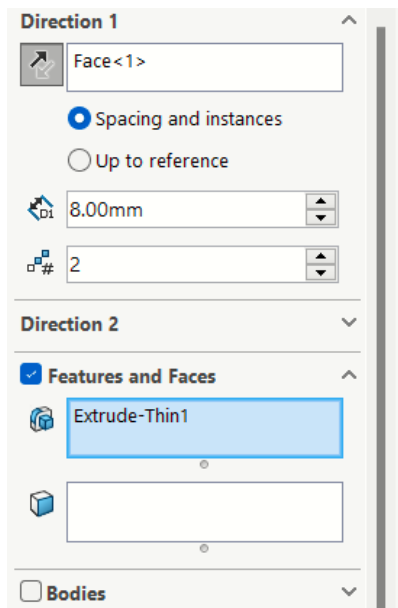 Direction 1
Face<1>
Spacing and instances
Up to reference
D1 8.00mm
# 2
Direction 2
Features and Faces
Extrude-Thin1
Bodies